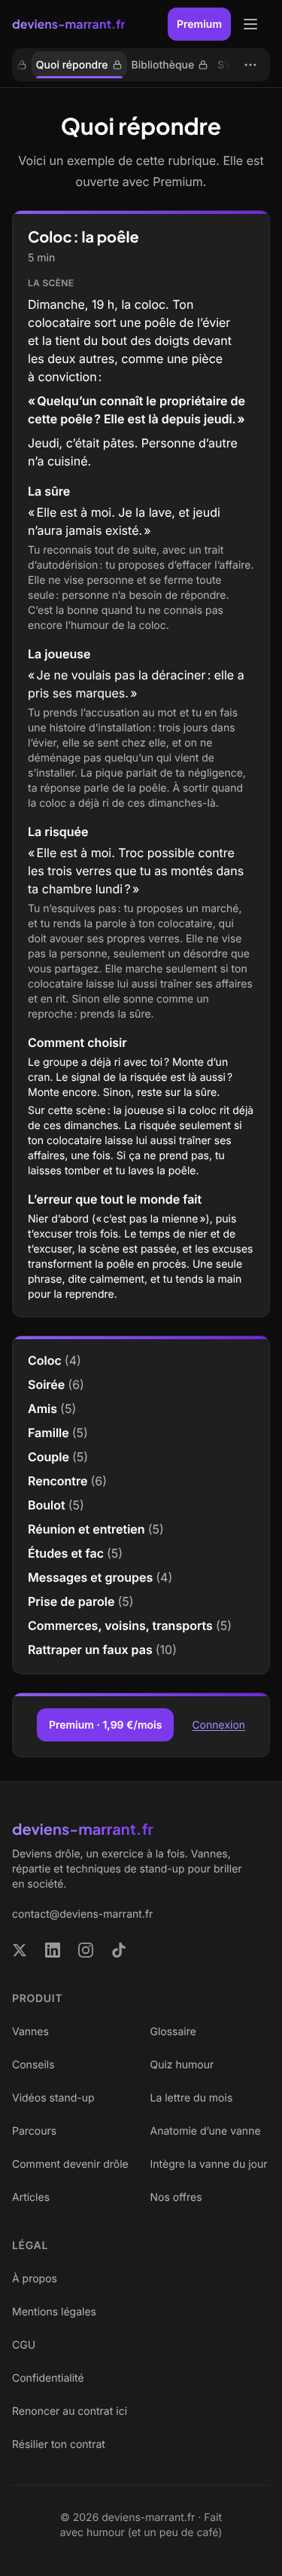 deviens-marrant.fr
Premium
Quoi répondre
Bibliothèque
Quoi répondre
Voici un exemple de cette rubrique. Elle est
ouverte avec Premium.
Coloc : la poêle
5 min
LA SCÈNE
Dimanche, 19 h, la coloc. Ton
colocataire sort une poêle de l’évier
et la tient du bout des doigts devant
les deux autres, comme une pièce
à conviction :
« Quelqu’un connaît le propriétaire de
cette poêle ? Elle est là depuis jeudi. »
Jeudi, c’était pâtes. Personne d’autre
n’a cuisiné.
La sûre
« Elle est à moi. Je la lave, et jeudi
n’aura jamais existé. »
Tu reconnais tout de suite, avec un trait
d’autodérision : tu proposes d’effacer l’affaire.
Elle ne vise personne et se ferme toute
seule : personne n’a besoin de répondre.
C’est la bonne quand tu ne connais pas
encore l’humour de la coloc.
La joueuse
« Je ne voulais pas la déraciner : elle a
pris ses marques. »
Tu prends l’accusation au mot et tu en fais
une histoire d’installation : trois jours dans
l’évier, elle se sent chez elle, et on ne
déménage pas quelqu’un qui vient de
s’installer. La pique parlait de ta négligence,
ta réponse parle de la poêle. À sortir quand
la coloc a déjà ri de ces dimanches-là.
La risquée
« Elle est à moi. Troc possible contre
les trois verres que tu as montés dans
ta chambre lundi ? »
Tu n’esquives pas : tu proposes un marché,
et tu rends la parole à ton colocataire, qui
doit avouer ses propres verres. Elle ne vise
pas la personne, seulement un désordre que
vous partagez. Elle marche seulement si ton
colocataire laisse lui aussi traîner ses affaires
et en rit. Sinon elle sonne comme un
reproche : prends la sûre.
Comment choisir
Le groupe a déjà ri avec toi ? Monte d’un
cran. Le signal de la risquée est là aussi ?
Monte encore. Sinon, reste sur la sûre.
Sur cette scène : la joueuse si la coloc rit déjà
de ces dimanches. La risquée seulement si
ton colocataire laisse lui aussi traîner ses
affaires, une fois. Si ça ne prend pas, tu
laisses tomber et tu laves la poêle.
L’erreur que tout le monde fait
Nier d’abord (« c’est pas la mienne »), puis
t’excuser trois fois. Le temps de nier et de
t’excuser, la scène est passée, et les excuses
transforment la poêle en procès. Une seule
phrase, dite calmement, et tu tends la main
pour la reprendre.
Coloc (4)
Soirée (6)
Amis (5)
Famille (5)
Couple (5)
Rencontre (6)
Boulot (5)
Réunion et entretien (5)
Études et fac (5)
Messages et groupes (4)
Prise de parole (5)
Commerces, voisins, transports (5)
Rattraper un faux pas (10)
Premium · 1,99 €/mois
Connexion
deviens-marrant.fr
Deviens drôle, un exercice à la fois. Vannes,
répartie et techniques de stand-up pour briller
en société.
contact@deviens-marrant.fr
PRODUIT
Vannes
Glossaire
Conseils
Quiz humour
Vidéos stand-up
La lettre du mois
Parcours
Anatomie d’une vanne
Comment devenir drôle
Intègre la vanne du jour
Articles
Nos offres
LÉGAL
À propos
Mentions légales
CGU
Confidentialité
Renoncer au contrat ici
Résilier ton contrat
© 2026 deviens-marrant.fr · Fait
avec humour (et un peu de café)